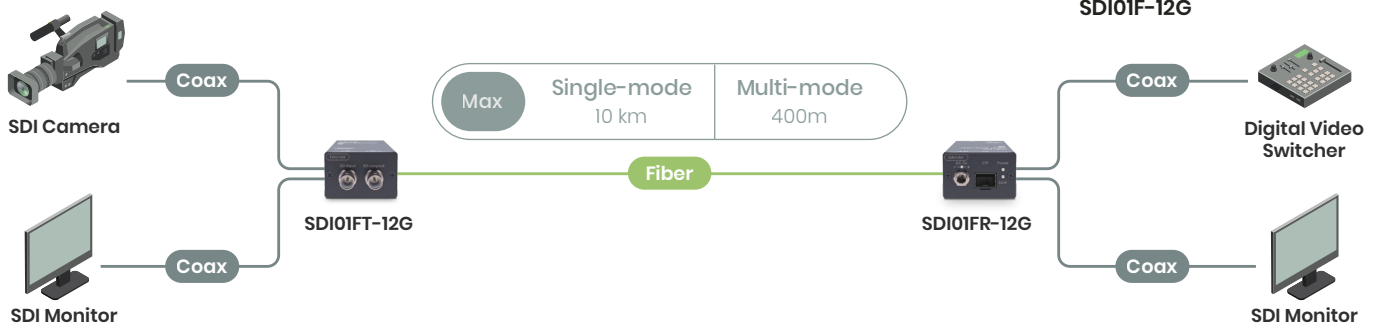 SDI01F-12G
Coax
Max
Single-mode
10 km
Multi-mode
400m
Coax
SDI Camera
Digital Video
Switcher
Fiber
SDI01FT-12G
SDI01FR-12G
Coax
Coax
SDI Monitor
SDI Monitor